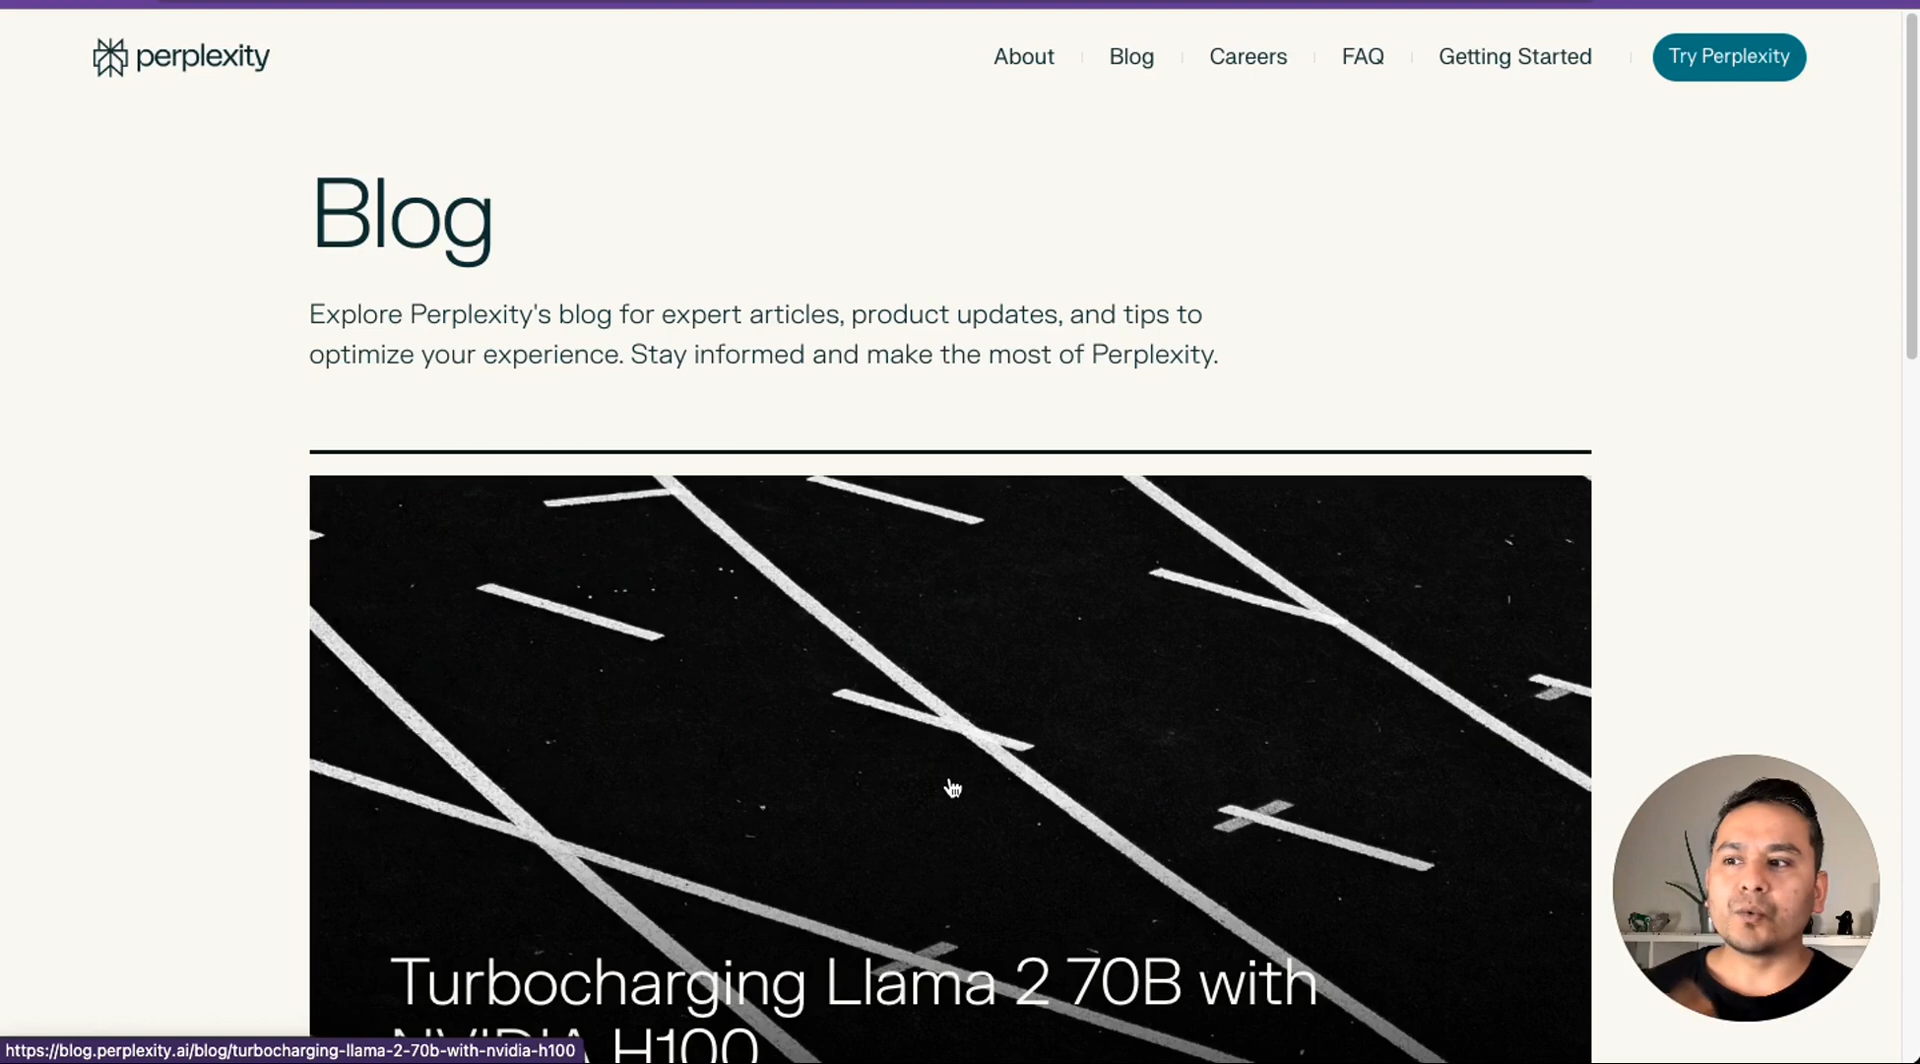 perplexity
About
Blog
Careers
FAQ
Getting Started
Try Perplexity
Blog
Explore Perplexity's blog for expert articles, product updates, and tips to
optimize your experience. Stay informed and make the most of Perplexity.
Turbocharging Llama 2 70B with
NVIDIA H100
https://blog.perplexity.ai/blog/turbocharging-llama-2-70b-with-nvidia-h100